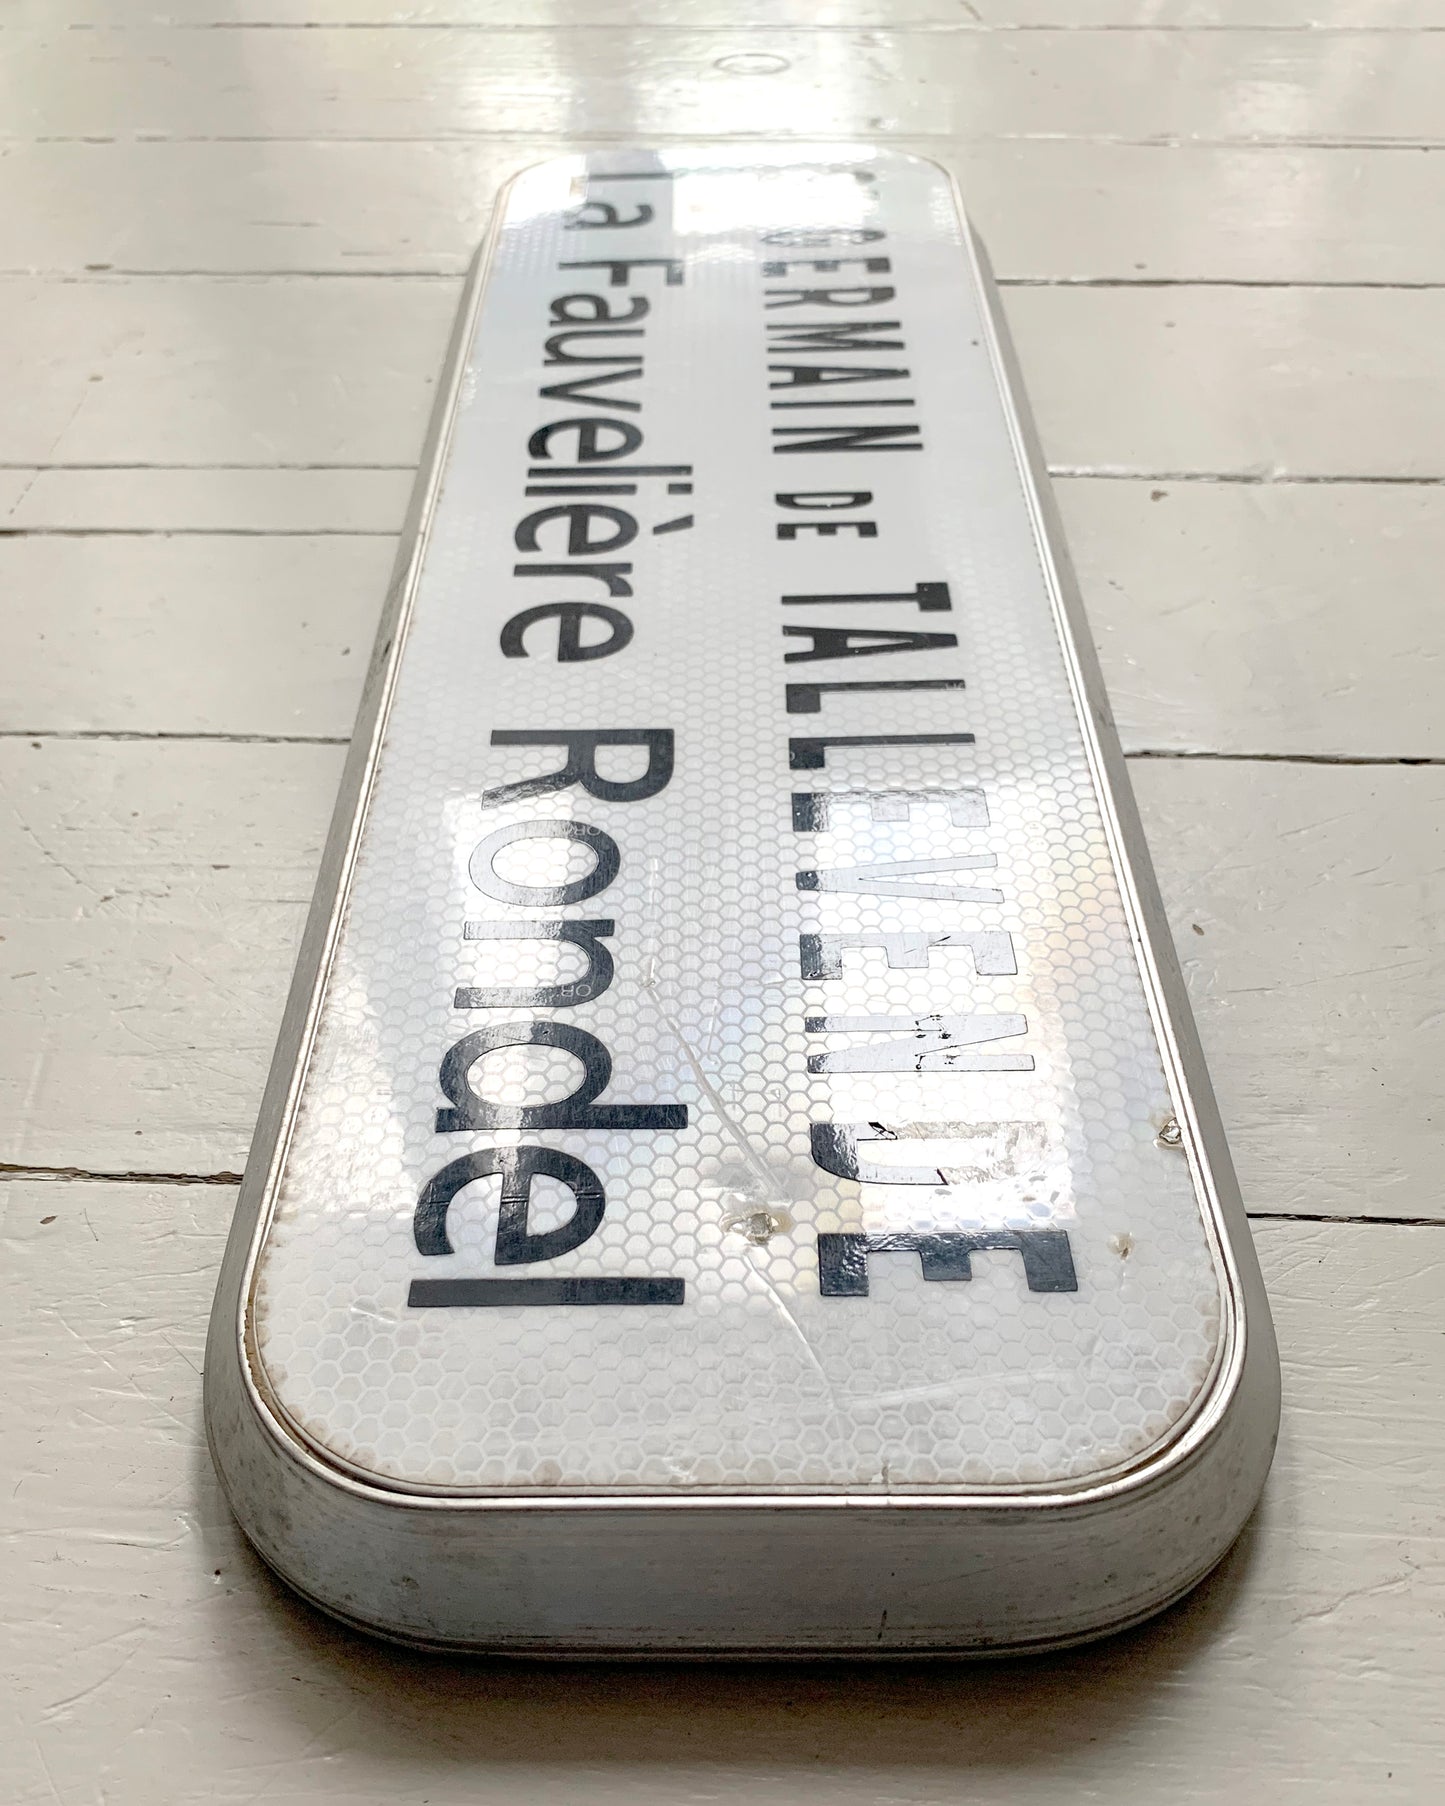 GERMAIN DE TALLEVENDE
La Fauvelière Rondel